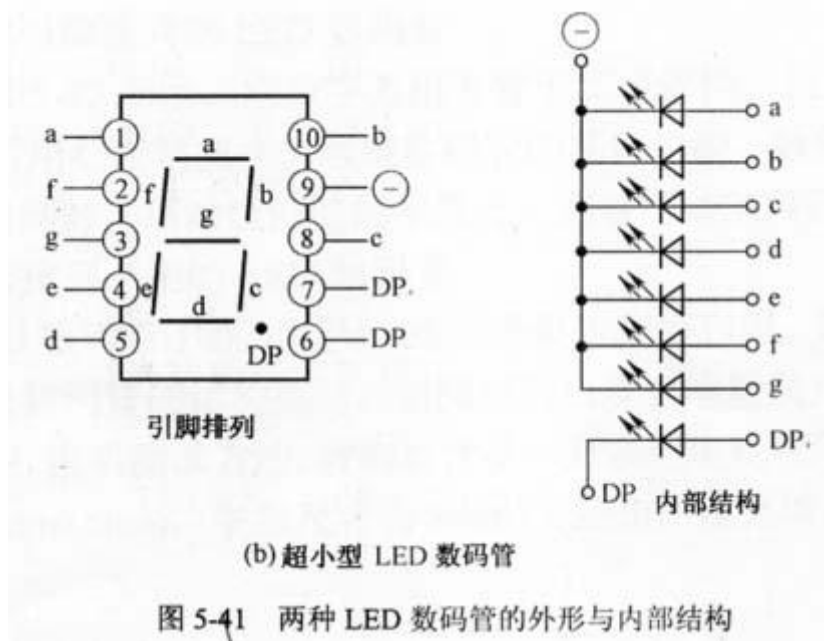 a 1 10 b
a
f 2 f b 9 −
g
g 3 8 c
e 4 e c 7 DP.
d
d 5 DP 6 DP
引脚排列
−
a
b
c
d
e
f
g
DP.
DP 内部结构
(b) 超小型 LED 数码管
图 5-41 两种 LED 数码管的外形与内部结构